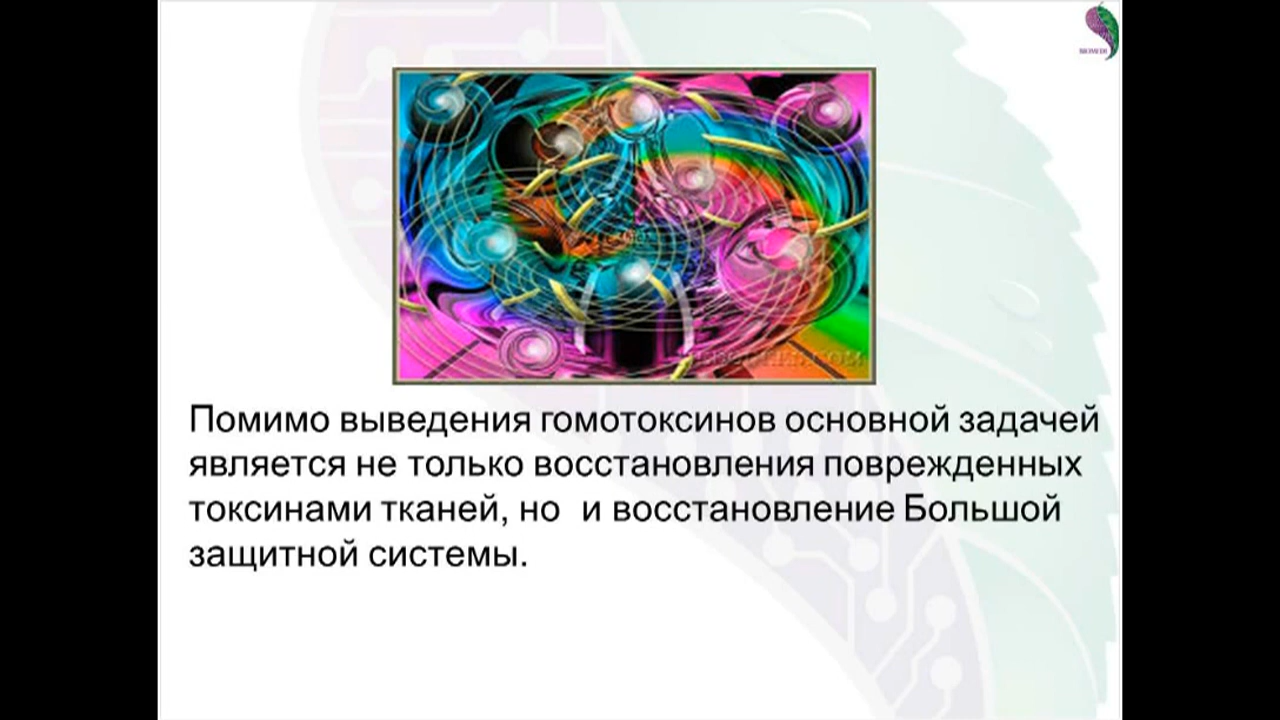 Помимо выведения гомотоксинов основной задачей
является не только восстановления поврежденных
токсинами тканей, но  и восстановление Большой
защитной системы.